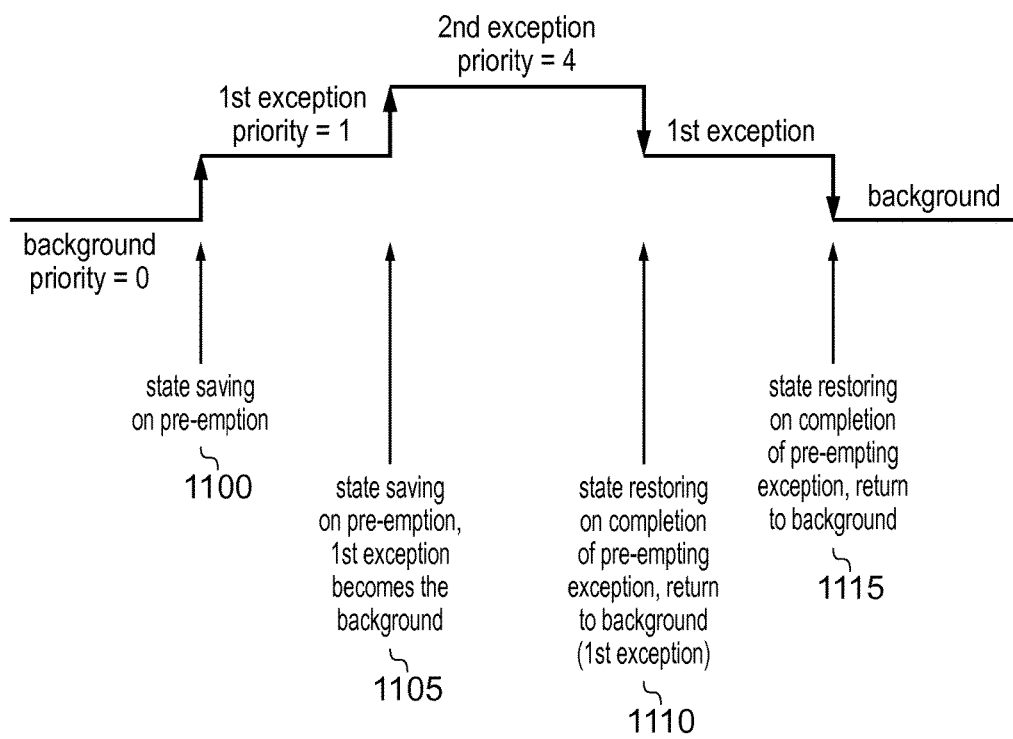 2nd exception
priority = 4
1st exception
priority = 1
1st exception
background
background
priority = 0
state saving
on pre-emption
1100
state saving
on pre-emption,
1st exception
becomes the
background
1105
state restoring
on completion
of pre-empting
exception, return
to background
(1st exception)
1110
state restoring
on completion
of pre-empting
exception, return
to background
1115